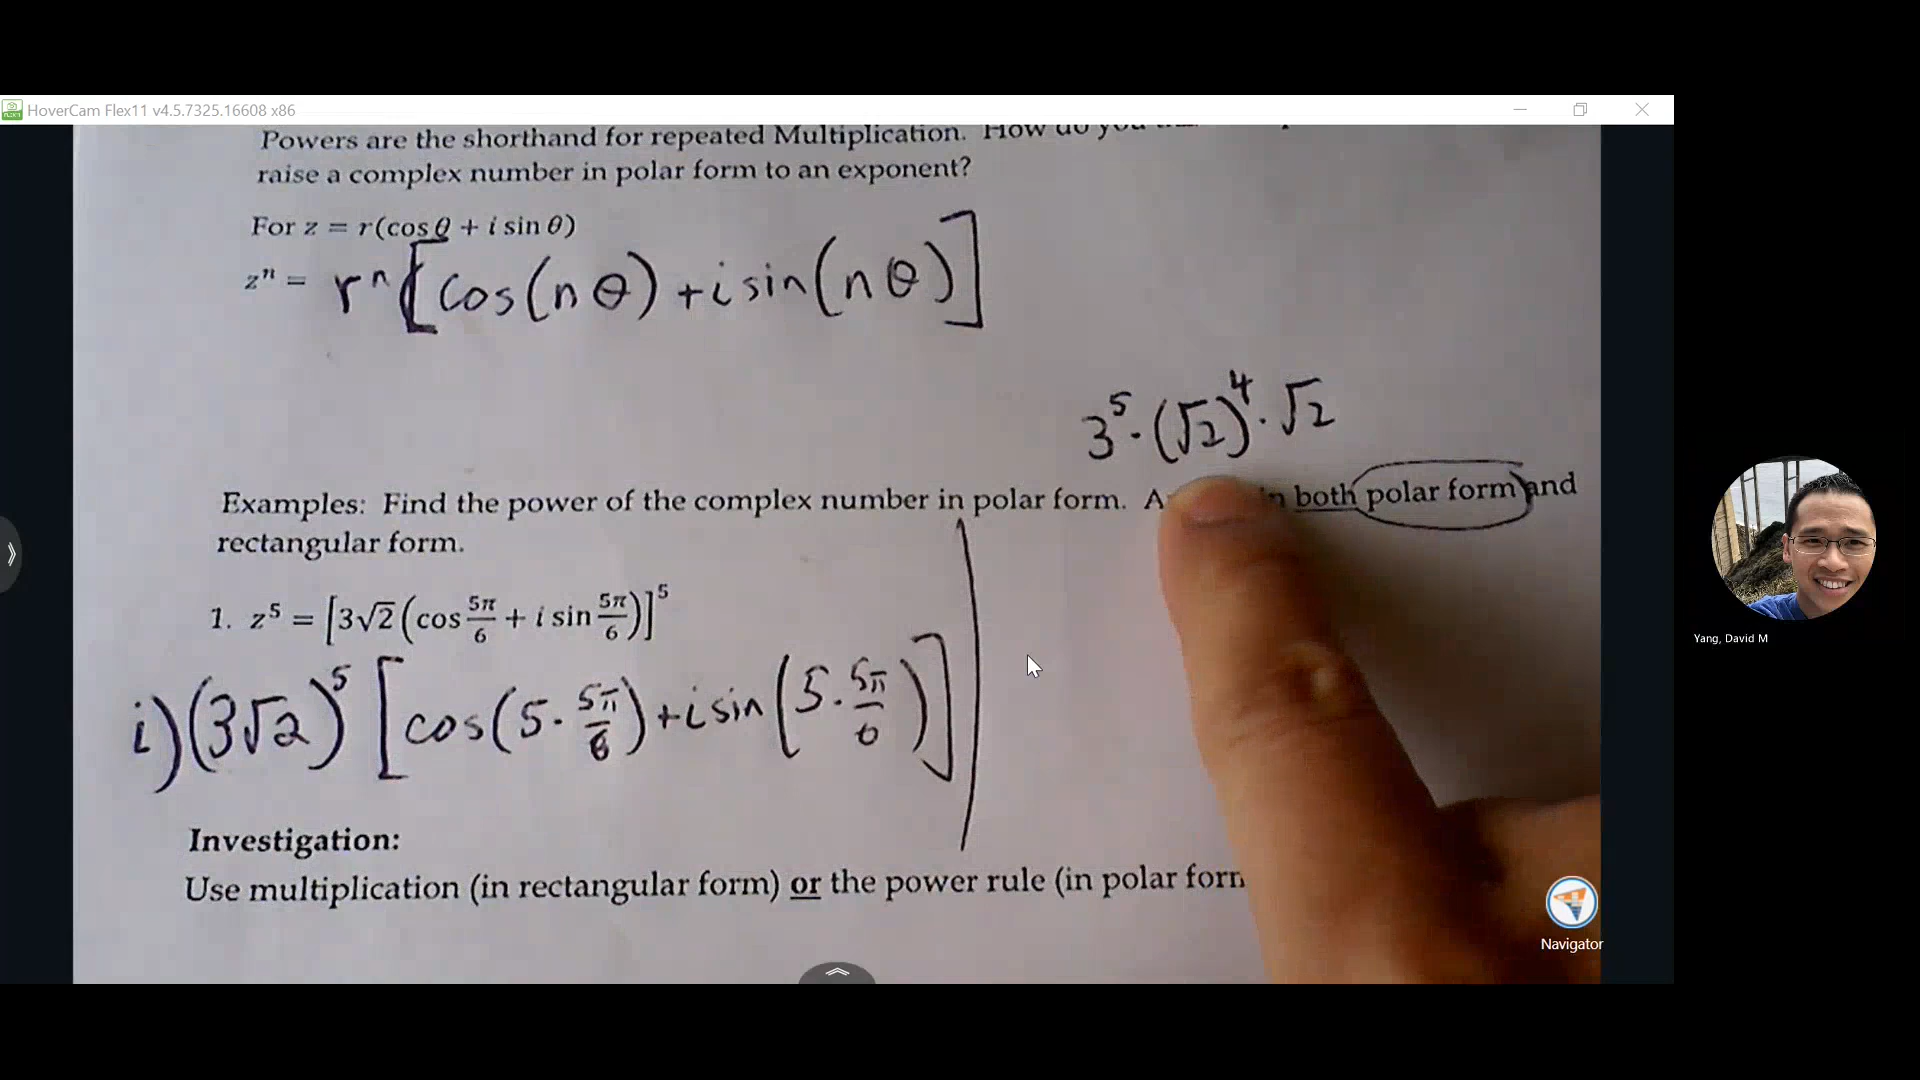 HoverCam Flex11 v4.5.7325.16608 x86
Powers are the shorthand for repeated Multiplication. How do you
raise a complex number in polar form to an exponent?
For z = r(cos θ + i sin θ)
zⁿ = rⁿ[cos(nθ) + i sin(nθ)]
3⁵ · (√2)⁴ · √2
Examples: Find the power of the complex number in polar form. both polar form and
rectangular form.
1. z⁵ = [3√2(cos 5π/6 + i sin 5π/6)]⁵
i) (3√2)⁵ [cos(5 · 5π/6) + i sin(5 · 5π/6)]
Investigation:
Use multiplication (in rectangular form) or the power rule (in polar form
Navigator
Yang, David M